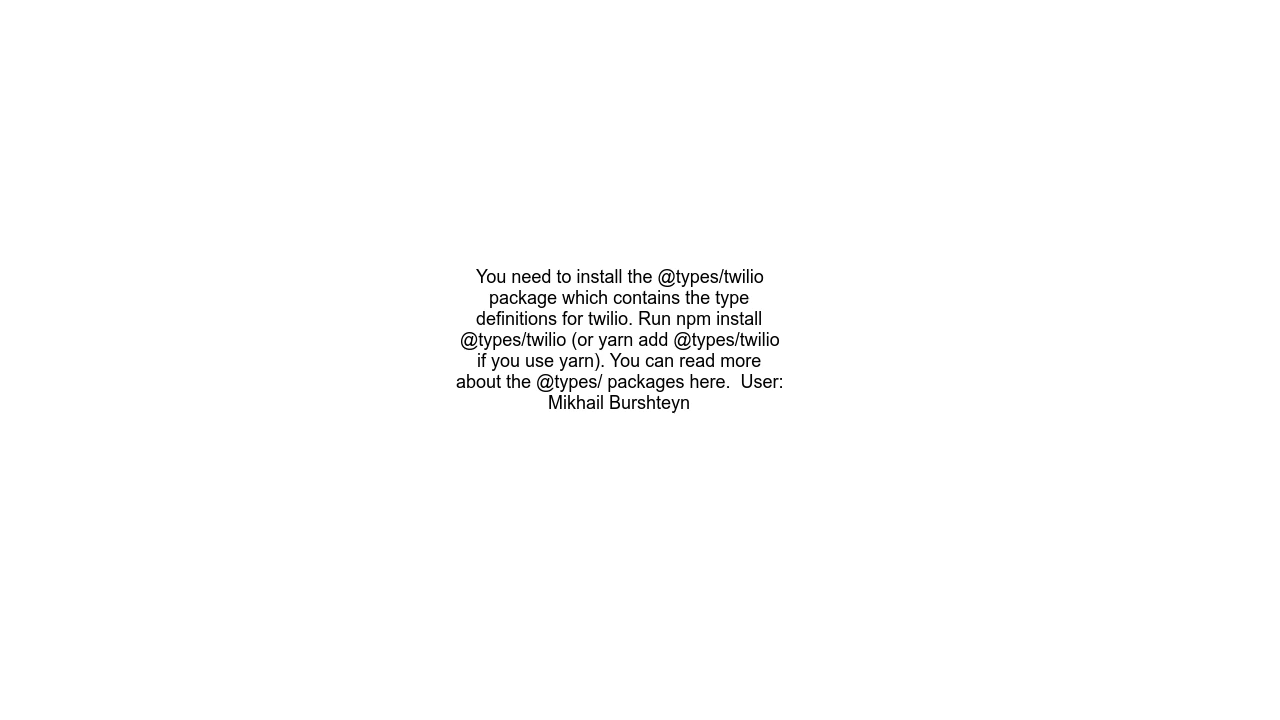 You need to install the @types/twilio
package which contains the type
definitions for twilio. Run npm install
@types/twilio (or yarn add @types/twilio
if you use yarn). You can read more
about the @types/ packages here.  User:
Mikhail Burshteyn